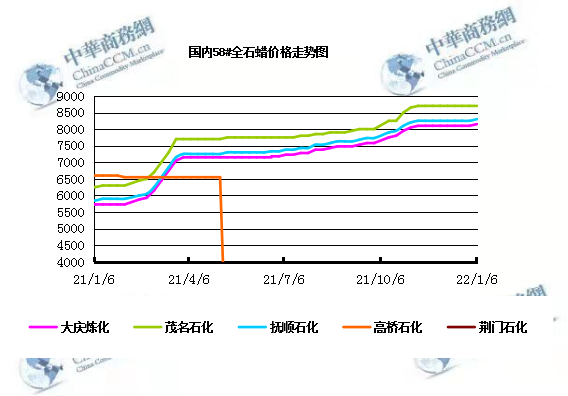 中華商務網
ChinaCCM.cn
China Commodity Marketplace
中華商務網
ChinaCCM.cn
China Commodity Marketplace
国内58#全石蜡价格走势图
9000
8500
8000
7500
7000
6500
6000
5500
5000
4500
4000
21/1/6 21/4/6 21/7/6 21/10/6 22/1/6
大庆炼化 茂名石化 抚顺石化 高桥石化 荆门石化